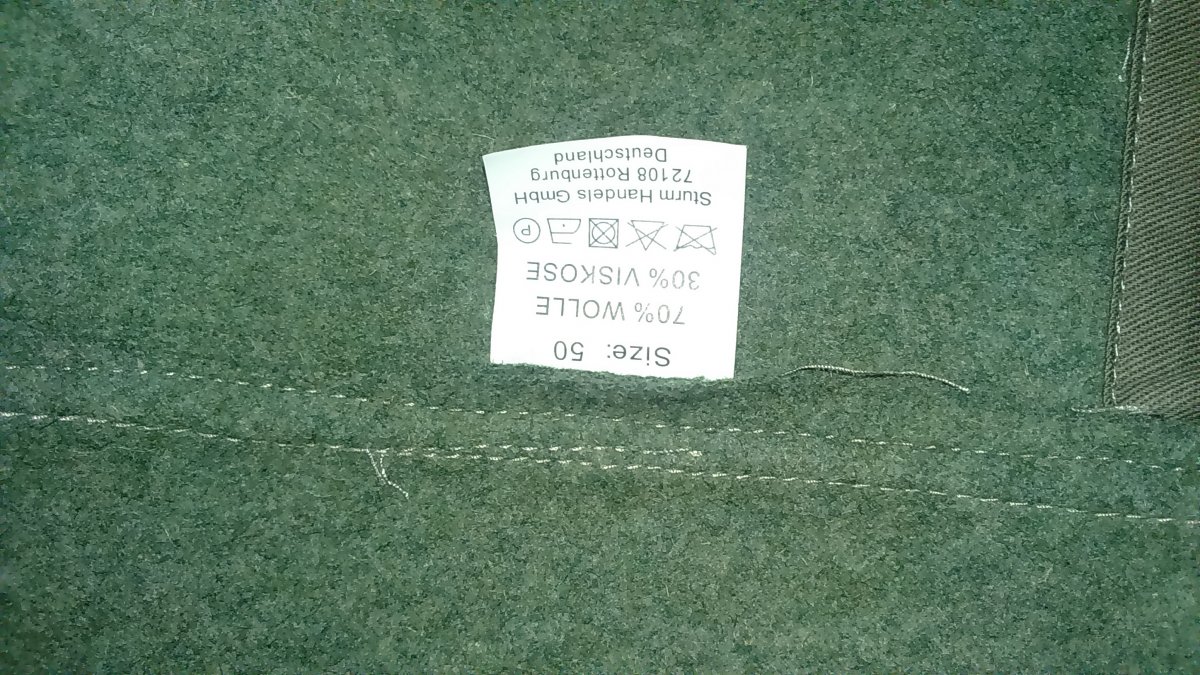 Size: 50
70% WOLLE
30% VISKOSE
P
Sturm Handels GmbH
72108 Rottenburg
Deutschland